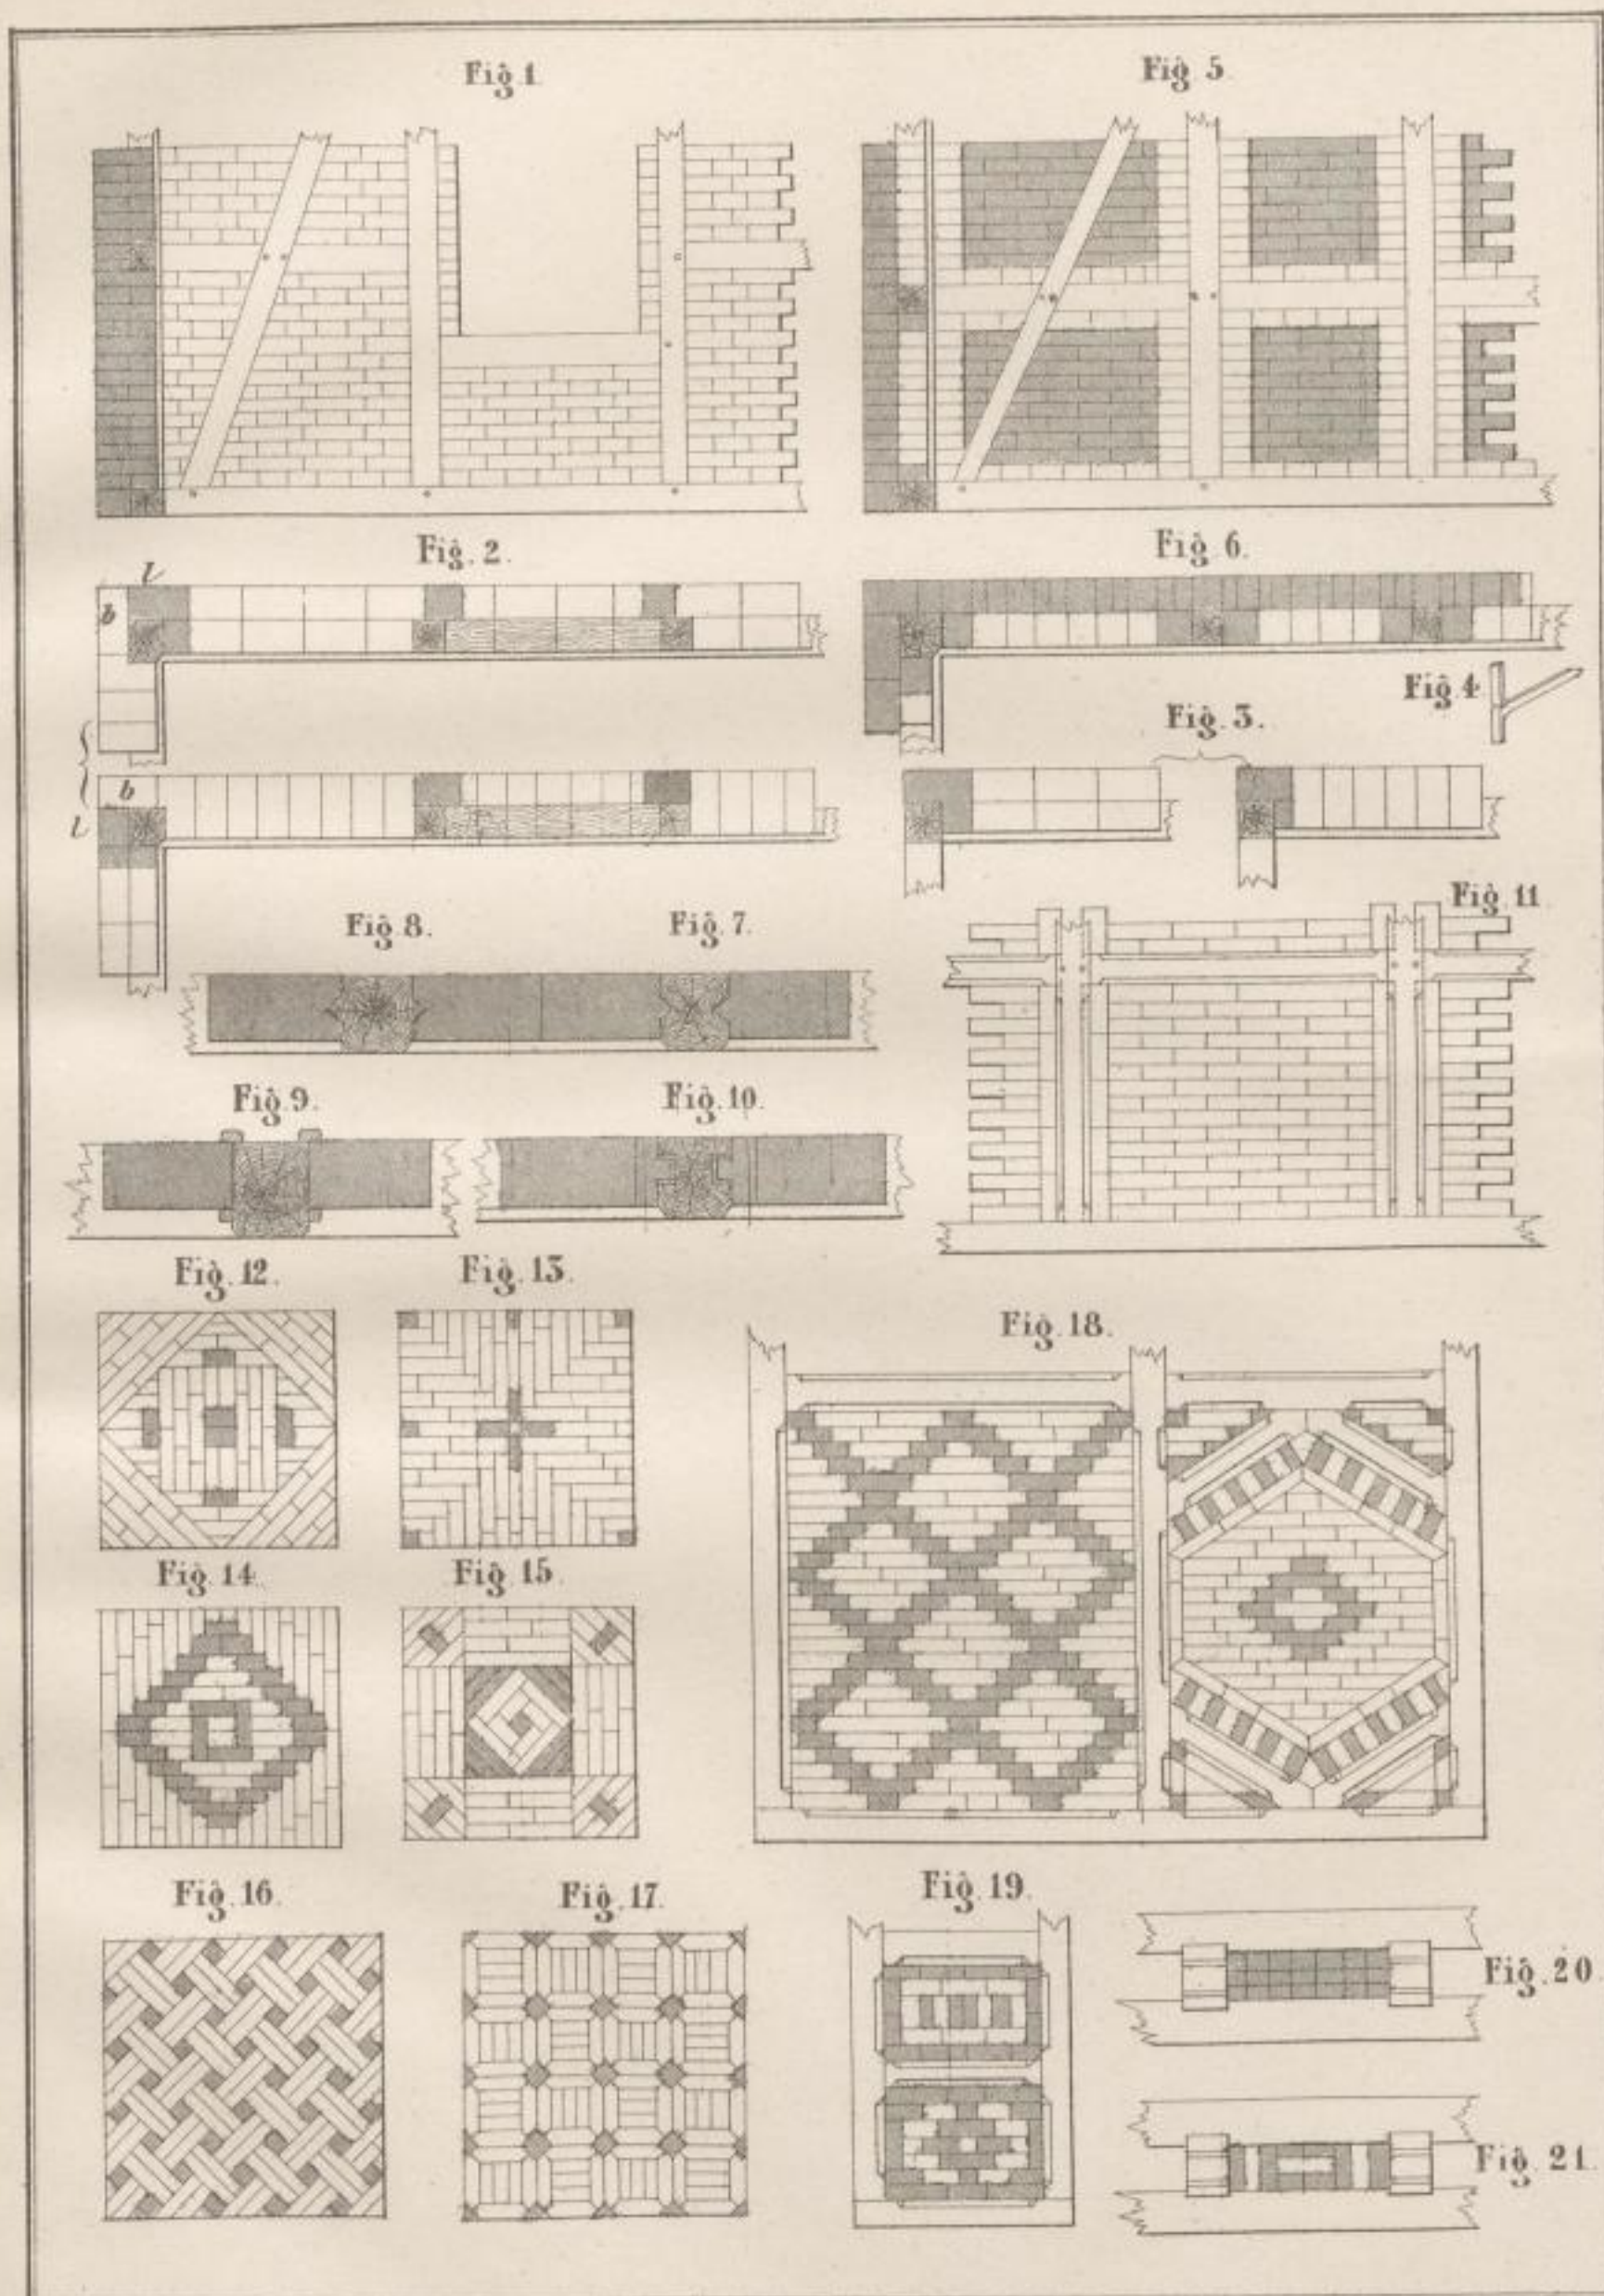 Fig 1
Fig 5
Fig. 2.
Fig 6.
l
b
Fig 4
Fig. 3.
b
l
Fig 8.
Fig. 7.
Fig 11
Fig. 9.
Fig. 10.
Fig. 12.
Fig. 13.
Fig. 18.
Fig. 14.
Fig. 15.
Fig. 16.
Fig. 17.
Fig. 19.
Fig. 20
Fig. 21.